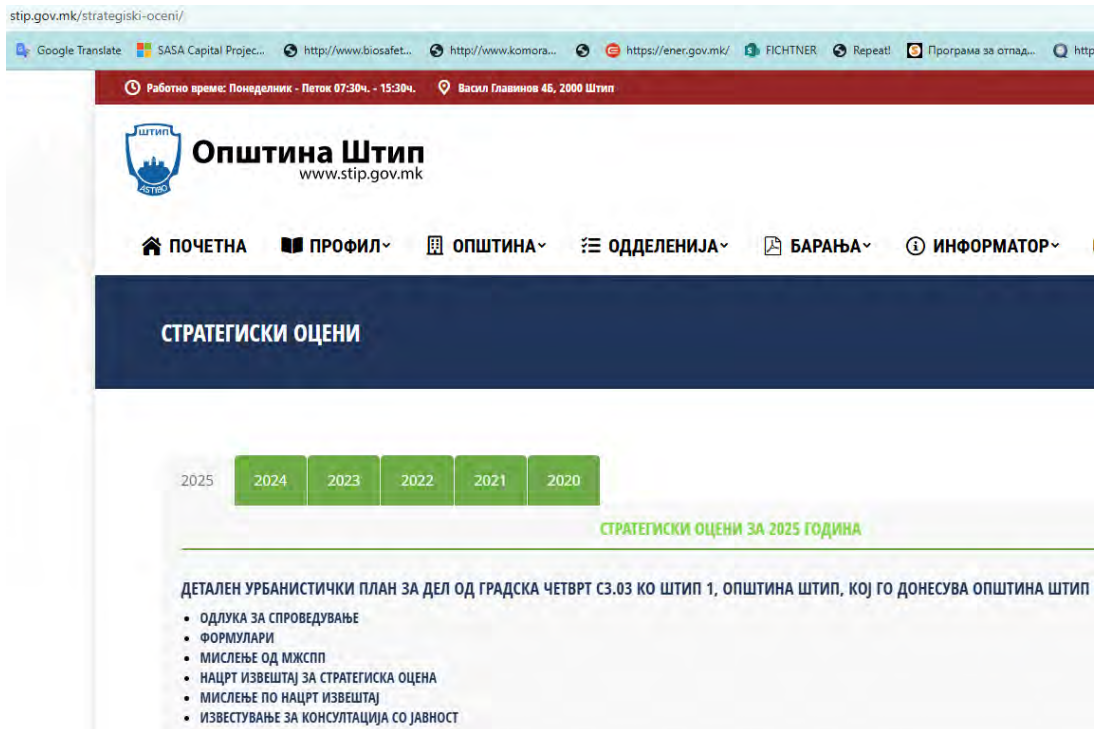 stip.gov.mk/strategiski-oceni/
Google Translate SASA Capital Projec... http://www.biosafet... http://www.komora... https://ener.gov.mk/ FICHTNER Repeat! Програма за отпад... http
Работно време: Понеделник - Петок 07:30ч. - 15:30ч. Васил Главинов 4Б, 2000 Штип
ШТИП
ASTIBO
Општина Штип
www.stip.gov.mk
ПОЧЕТНА ПРОФИЛ ОПШТИНА ОДДЕЛЕНИЈА БАРАЊА ИНФОРМАТОР
СТРАТЕГИСКИ ОЦЕНИ
2025 2024 2023 2022 2021 2020
СТРАТЕГИСКИ ОЦЕНИ ЗА 2025 ГОДИНА
ДЕТАЛЕН УРБАНИСТИЧКИ ПЛАН ЗА ДЕЛ ОД ГРАДСКА ЧЕТВРТ С3.03 КО ШТИП 1, ОПШТИНА ШТИП, КОЈ ГО ДОНЕСУВА ОПШТИНА ШТИП
• ОДЛУКА ЗА СПРОВЕДУВАЊЕ
• ФОРМУЛАРИ
• МИСЛЕЊЕ ОД МЖСПП
• НАЦРТ ИЗВЕШТАЈ ЗА СТРАТЕГИСКА ОЦЕНА
• МИСЛЕЊЕ ПО НАЦРТ ИЗВЕШТАЈ
• ИЗВЕСТУВАЊЕ ЗА КОНСУЛТАЦИЈА СО ЈАВНОСТ